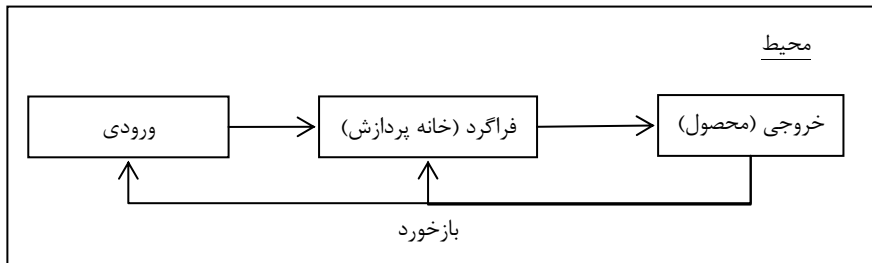 محیط
خروجی (محصول)
فراگرد (خانه پردازش)
ورودی
بازخورد